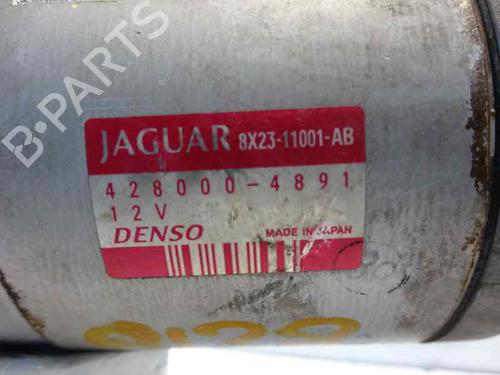 JAGUAR 8X23-11001-AB
428000-4891
12V
DENSO MADE IN JAPAN
B-PARTS